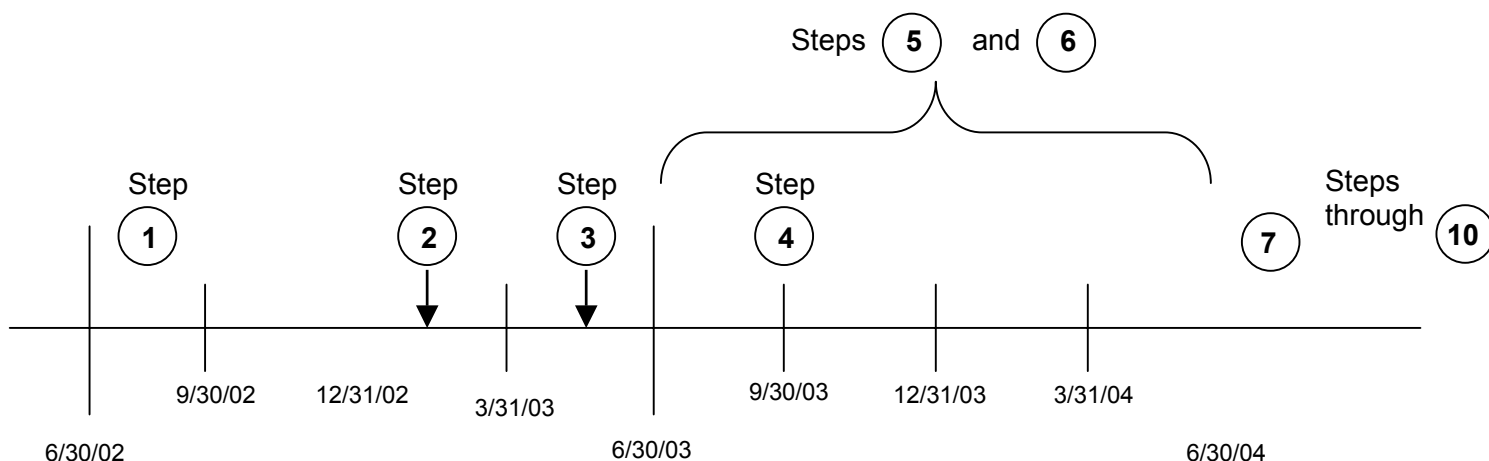 Steps 5 and 6
Step Step Step Step Steps
1 2 3 4 through 10
7
9/30/02 12/31/02 3/31/03 9/30/03 12/31/03 3/31/04
6/30/02 6/30/03 6/30/04